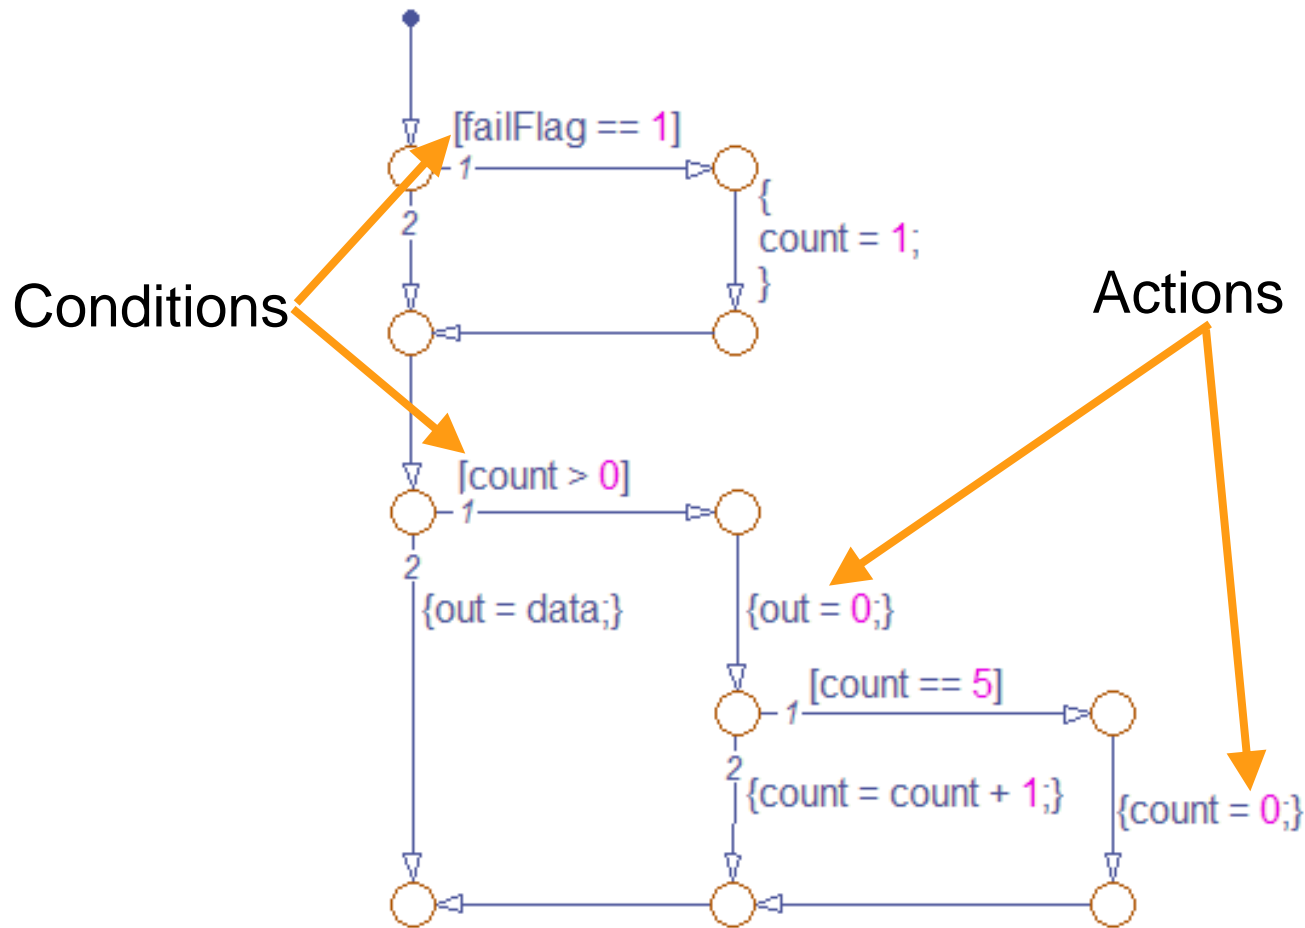 [failFlag == 1]
1
{
2
count = 1;
}
Conditions
Actions
[count > 0]
1
2
{out = data;}
{out = 0;}
[count == 5]
1
2
{count = count + 1;}
{count = 0;}